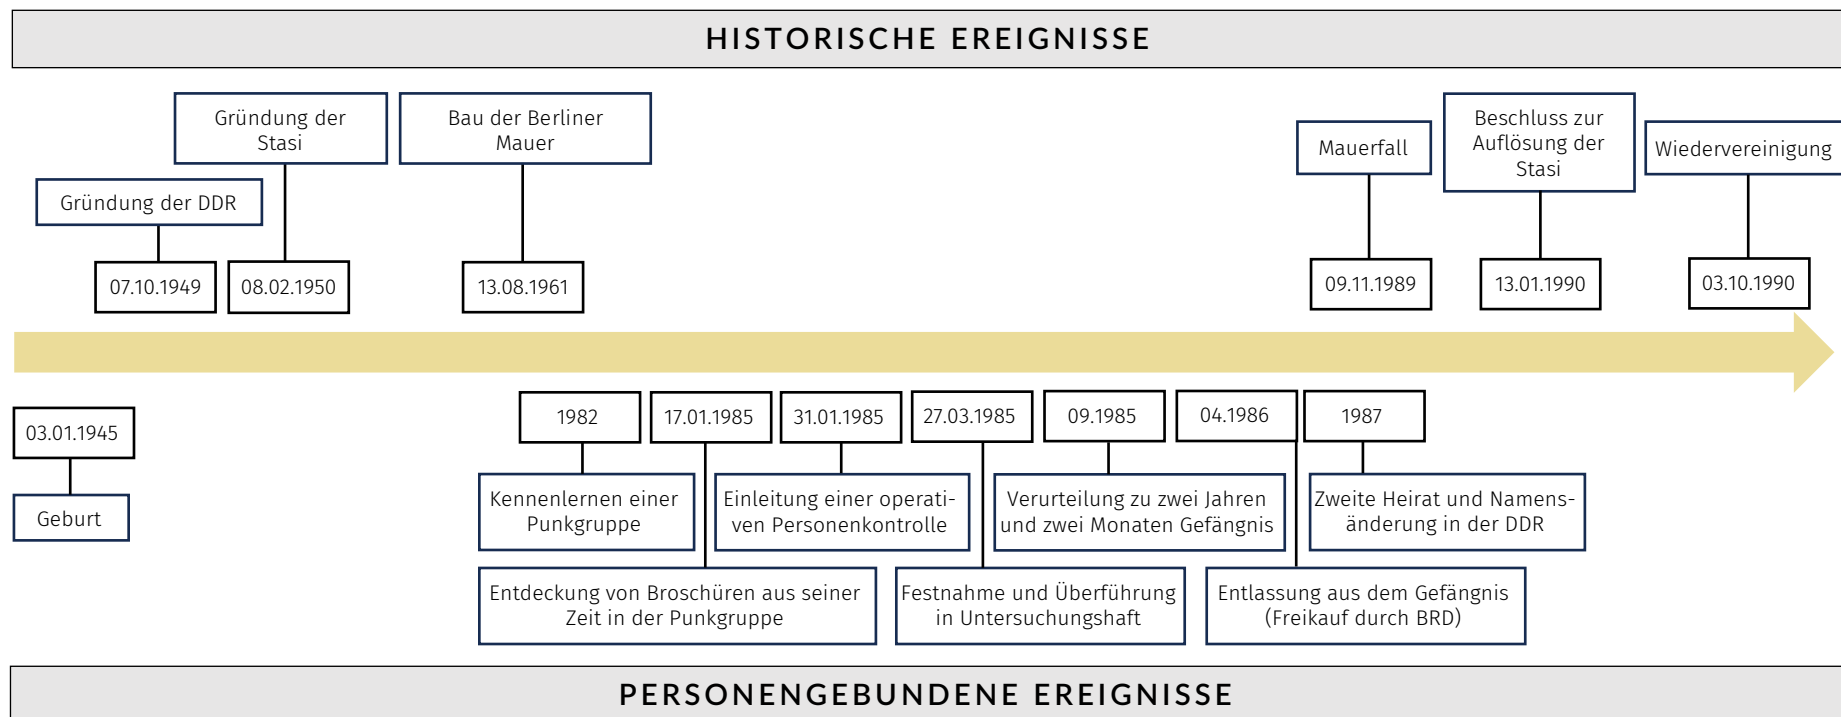 HISTORISCHE EREIGNISSE
Gründung der DDR
07.10.1949
Gründung der
Stasi
08.02.1950
Bau der Berliner
Mauer
13.08.1961
Mauerfall
09.11.1989
Beschluss zur
Auflösung der
Stasi
13.01.1990
Wiedervereinigung
03.10.1990
03.01.1945
Geburt
1982
Kennenlernen einer
Punkgruppe
17.01.1985
Entdeckung von Broschüren aus seiner
Zeit in der Punkgruppe
31.01.1985
Einleitung einer operati-
ven Personenkontrolle
27.03.1985
Festnahme und Überführung
in Untersuchungshaft
09.1985
Verurteilung zu zwei Jahren
und zwei Monaten Gefängnis
04.1986
Entlassung aus dem Gefängnis
(Freikauf durch BRD)
1987
Zweite Heirat und Namens-
änderung in der DDR
PERSONENGEBUNDENE EREIGNISSE